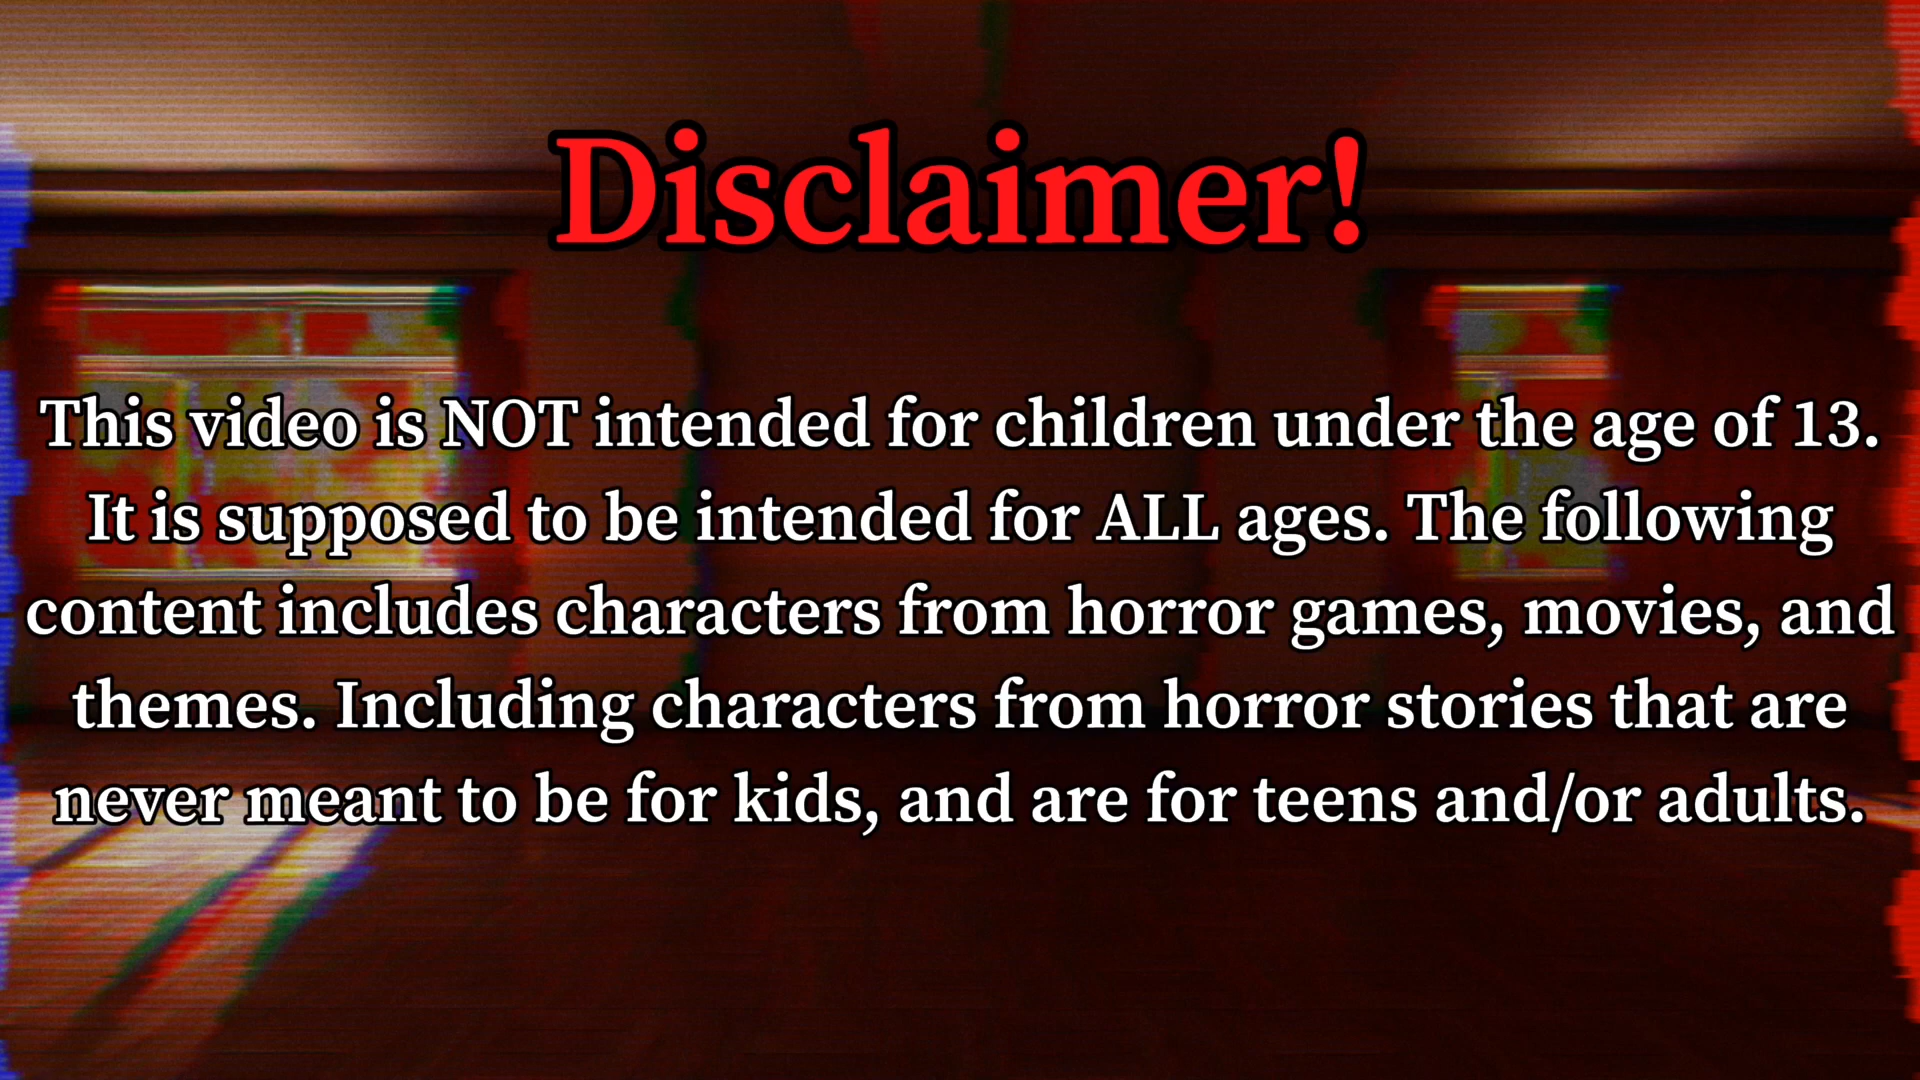 Disclaimer!
This video is NOT intended for children under the age of 13.
It is supposed to be intended for ALL ages. The following
content includes characters from horror games, movies, and
themes. Including characters from horror stories that are
never meant to be for kids, and are for teens and/or adults.